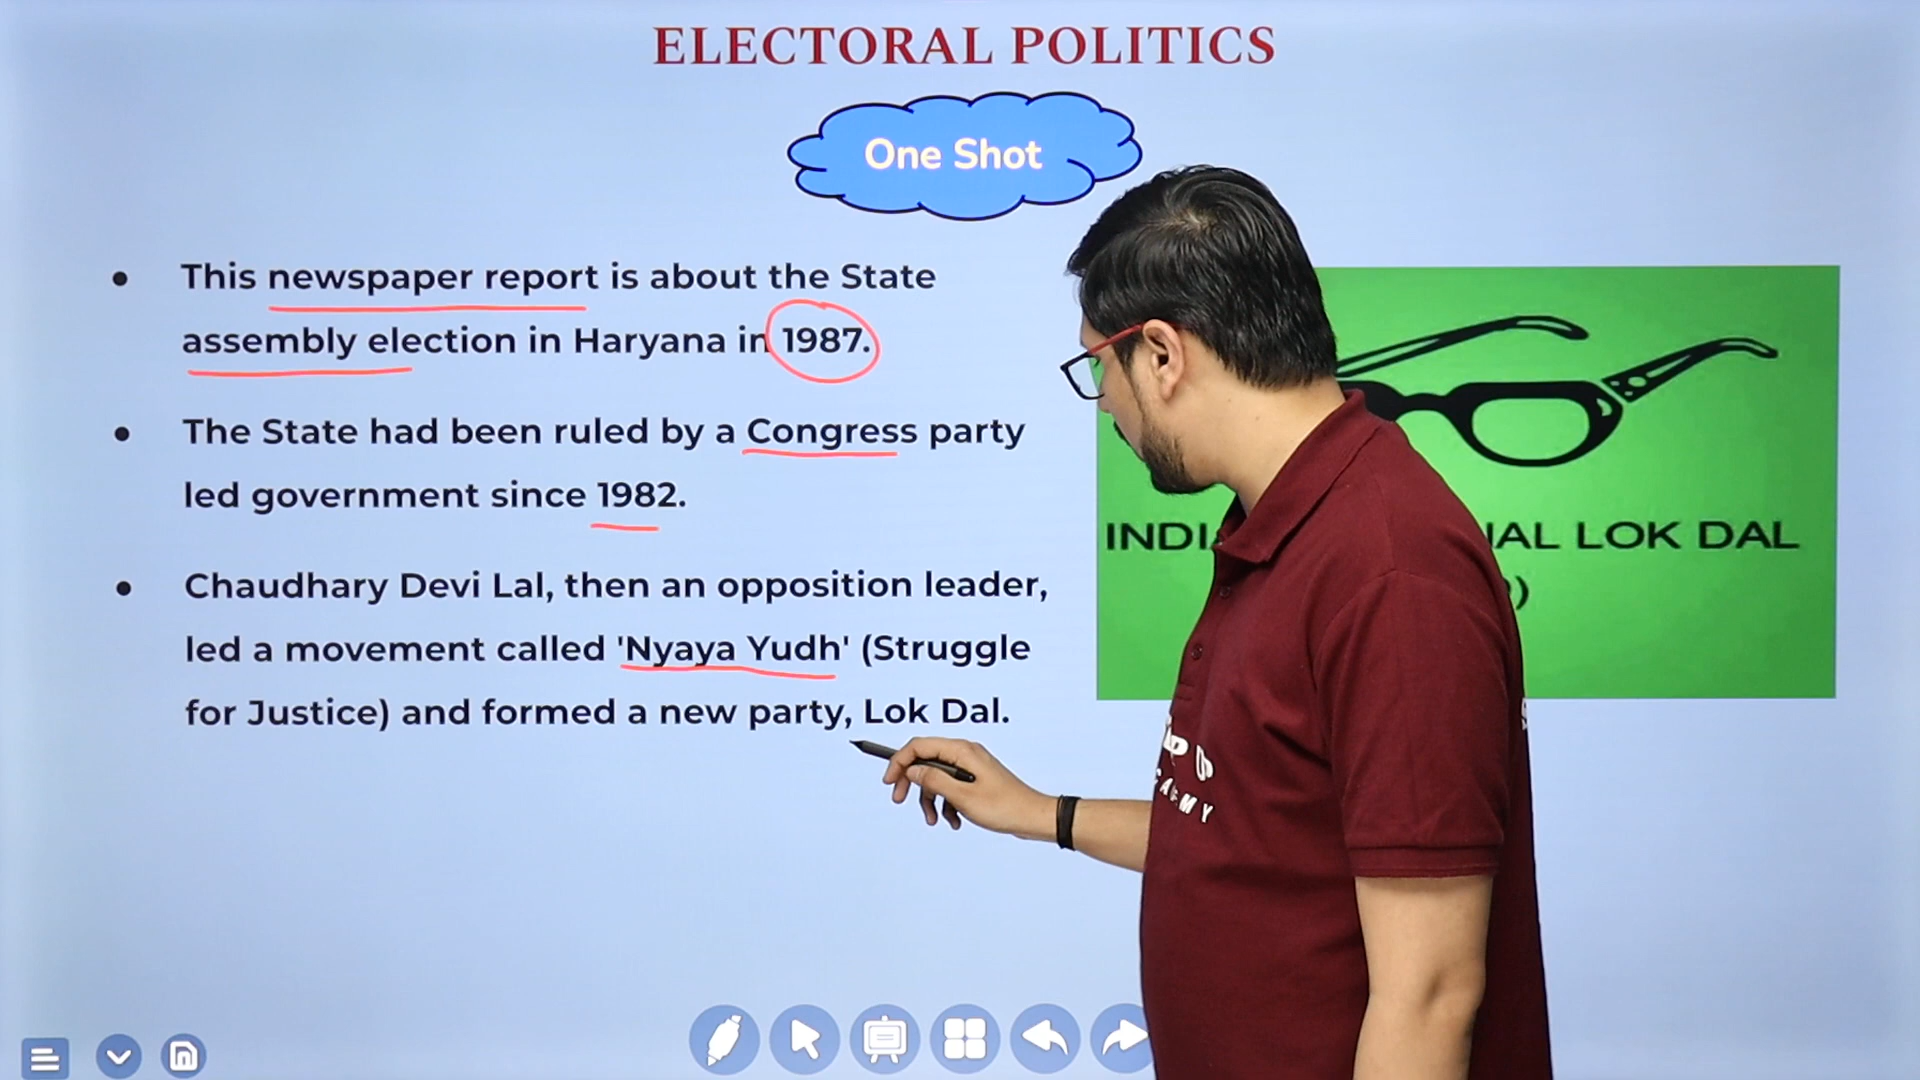 ELECTORAL POLITICS
One Shot
This newspaper report is about the State
assembly election in Haryana in 1987.
The State had been ruled by a Congress party
led government since 1982.
Chaudhary Devi Lal, then an opposition leader,
led a movement called 'Nyaya Yudh' (Struggle
for Justice) and formed a new party, Lok Dal.
LOK DAL